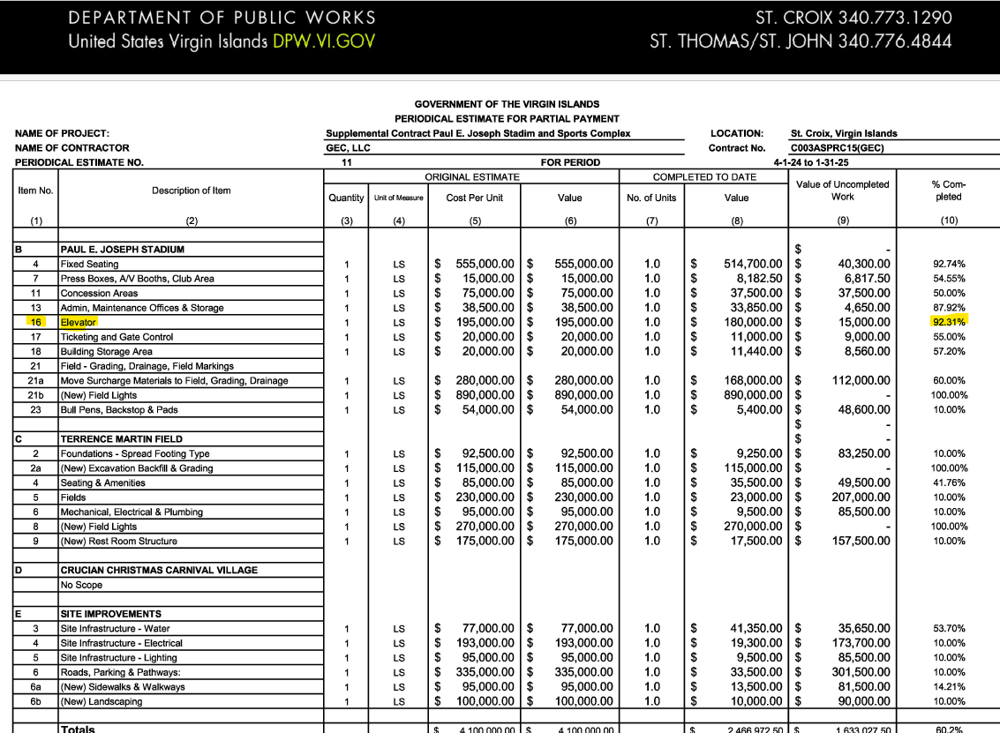 DEPARTMENT OF PUBLIC WORKS ST. CROIX 340.773.1290
United States Virgin Islands DPW.VI.GOV ST. THOMAS/ST. JOHN 340.776.4844
GOVERNMENT OF THE VIRGIN ISLANDS
PERIODICAL ESTIMATE FOR PARTIAL PAYMENT
NAME OF PROJECT: Supplemental Contract Paul E. Joseph Stadim and Sports Complex LOCATION: St. Croix, Virgin Islands
NAME OF CONTRACTOR GEC, LLC Contract No. C003ASPRC15(GEC)
PERIODICAL ESTIMATE NO. 11 FOR PERIOD 4-1-24 to 1-31-25
ORIGINAL ESTIMATE COMPLETED TO DATE
Item No. Description of Item Quantity Unit of Measure Cost Per Unit Value No. of Units Value Value of Uncompleted Work % Com-pleted
(1) (2) (3) (4) (5) (6) (7) (8) (9) (10)
B PAUL E. JOSEPH STADIUM $ -
4 Fixed Seating 1 LS $ 555,000.00 $ 555,000.00 1.0 $ 514,700.00 $ 40,300.00 92.74%
7 Press Boxes, A/V Booths, Club Area 1 LS $ 15,000.00 $ 15,000.00 1.0 $ 8,182.50 $ 6,817.50 54.55%
11 Concession Areas 1 LS $ 75,000.00 $ 75,000.00 1.0 $ 37,500.00 $ 37,500.00 50.00%
13 Admin, Maintenance Offices & Storage 1 LS $ 38,500.00 $ 38,500.00 1.0 $ 33,850.00 $ 4,650.00 87.92%
16 Elevator 1 LS $ 195,000.00 $ 195,000.00 1.0 $ 180,000.00 $ 15,000.00 92.31%
17 Ticketing and Gate Control 1 LS $ 20,000.00 $ 20,000.00 1.0 $ 11,000.00 $ 9,000.00 55.00%
18 Building Storage Area 1 LS $ 20,000.00 $ 20,000.00 1.0 $ 11,440.00 $ 8,560.00 57.20%
21 Field - Grading, Drainage, Field Markings
21a Move Surcharge Materials to Field, Grading, Drainage 1 LS $ 280,000.00 $ 280,000.00 1.0 $ 168,000.00 $ 112,000.00 60.00%
21b (New) Field Lights 1 LS $ 890,000.00 $ 890,000.00 1.0 $ 890,000.00 $ - 100.00%
23 Bull Pens, Backstop & Pads 1 LS $ 54,000.00 $ 54,000.00 1.0 $ 5,400.00 $ 48,600.00 10.00%
$ -
C TERRENCE MARTIN FIELD $ -
2 Foundations - Spread Footing Type 1 LS $ 92,500.00 $ 92,500.00 1.0 $ 9,250.00 $ 83,250.00 10.00%
2a (New) Excavation Backfill & Grading 1 LS $ 115,000.00 $ 115,000.00 1.0 $ 115,000.00 $ - 100.00%
4 Seating & Amenities 1 LS $ 85,000.00 $ 85,000.00 1.0 $ 35,500.00 $ 49,500.00 41.76%
5 Fields 1 LS $ 230,000.00 $ 230,000.00 1.0 $ 23,000.00 $ 207,000.00 10.00%
6 Mechanical, Electrical & Plumbing 1 LS $ 95,000.00 $ 95,000.00 1.0 $ 9,500.00 $ 85,500.00 10.00%
8 (New) Field Lights 1 LS $ 270,000.00 $ 270,000.00 1.0 $ 270,000.00 $ - 100.00%
9 (New) Rest Room Structure 1 LS $ 175,000.00 $ 175,000.00 1.0 $ 17,500.00 $ 157,500.00 10.00%
D CRUCIAN CHRISTMAS CARNIVAL VILLAGE
No Scope
E SITE IMPROVEMENTS
3 Site Infrastructure - Water 1 LS $ 77,000.00 $ 77,000.00 1.0 $ 41,350.00 $ 35,650.00 53.70%
4 Site Infrastructure - Electrical 1 LS $ 193,000.00 $ 193,000.00 1.0 $ 19,300.00 $ 173,700.00 10.00%
5 Site Infrastructure - Lighting 1 LS $ 95,000.00 $ 95,000.00 1.0 $ 9,500.00 $ 85,500.00 10.00%
6 Roads, Parking & Pathways: 1 LS $ 335,000.00 $ 335,000.00 1.0 $ 33,500.00 $ 301,500.00 10.00%
6a (New) Sidewalks & Walkways 1 LS $ 95,000.00 $ 95,000.00 1.0 $ 13,500.00 $ 81,500.00 14.21%
6b (New) Landscaping 1 LS $ 100,000.00 $ 100,000.00 1.0 $ 10,000.00 $ 90,000.00 10.00%
Totals $ 4,100,000.00 $ 4,100,000.00 $ 2,466,972.50 $ 1,633,027.50 60.2%